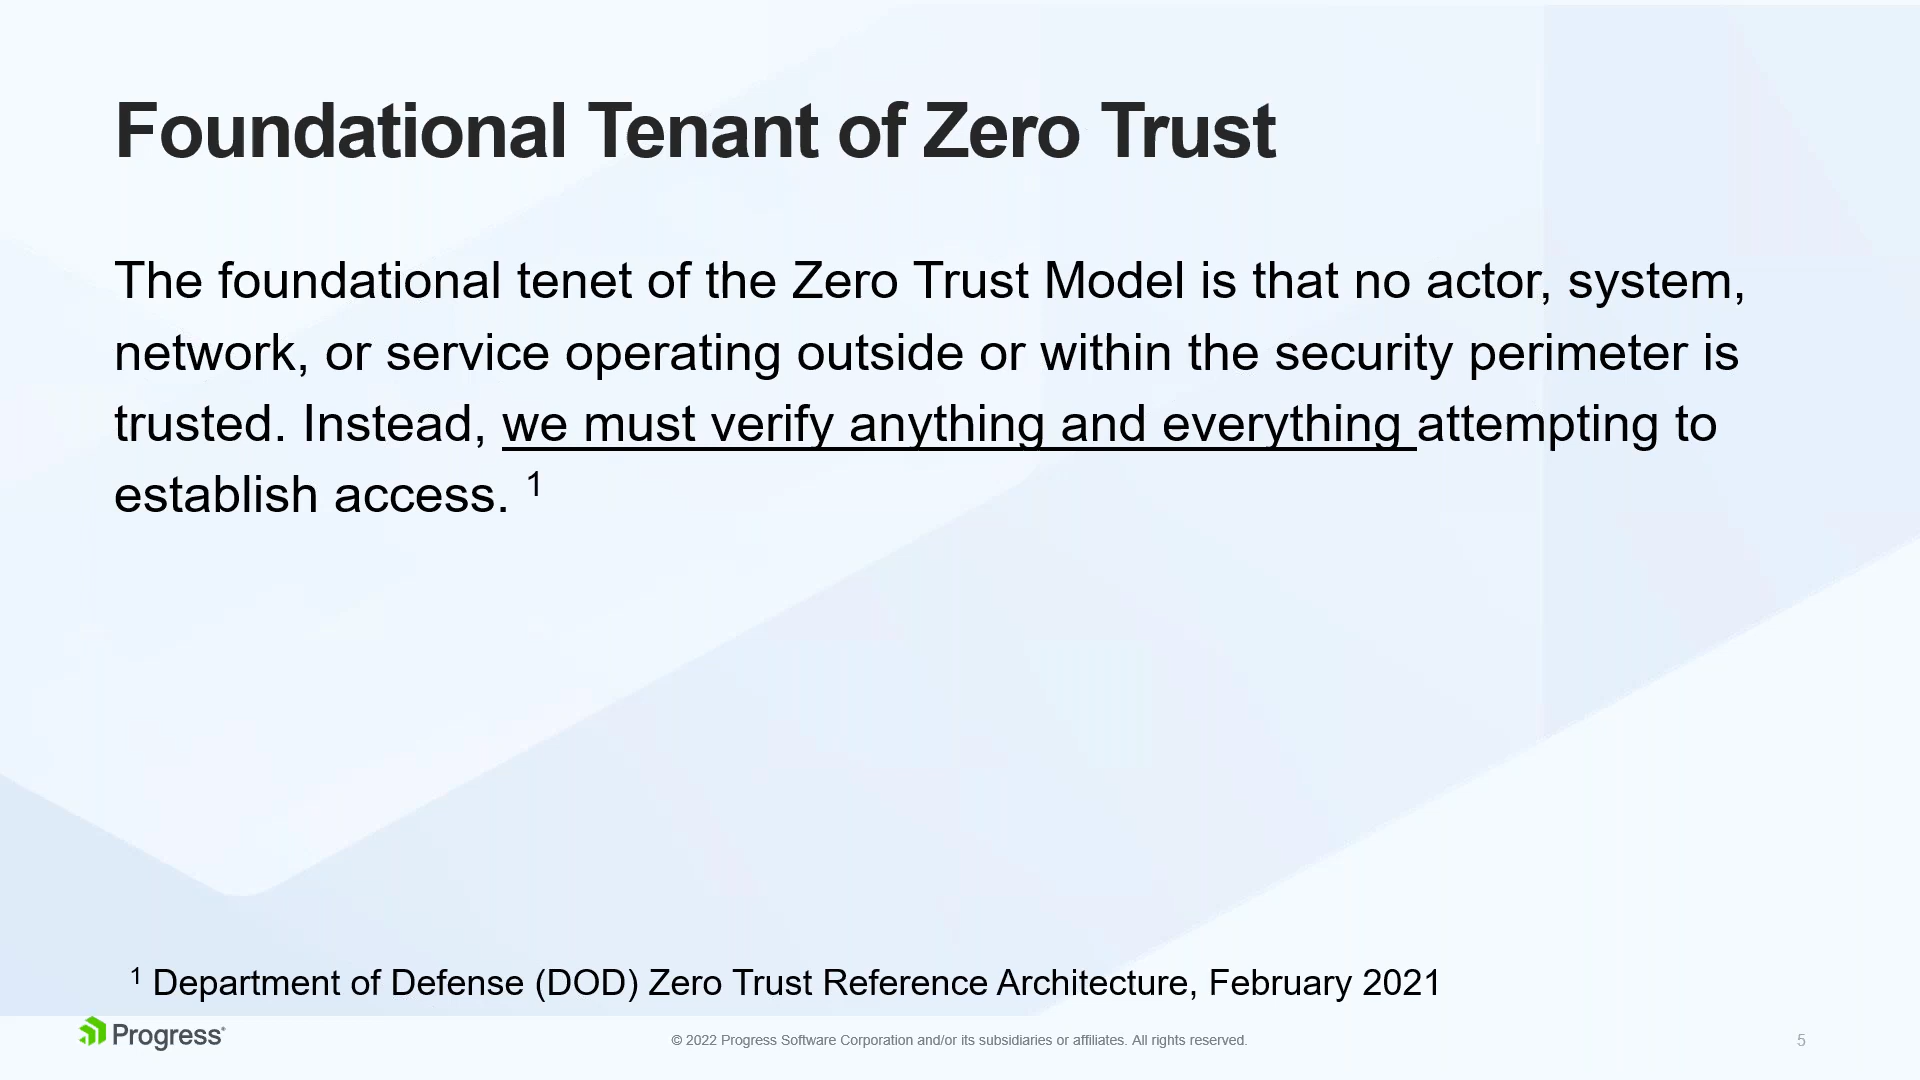 Foundational Tenant of Zero Trust
The foundational tenet of the Zero Trust Model is that no actor, system,
network, or service operating outside or within the security perimeter is
trusted. Instead, we must verify anything and everything attempting to
establish access. 1
1 Department of Defense (DOD) Zero Trust Reference Architecture, February 2021
Progress
© 2022 Progress Software Corporation and/or its subsidiaries or affiliates. All rights reserved.
5